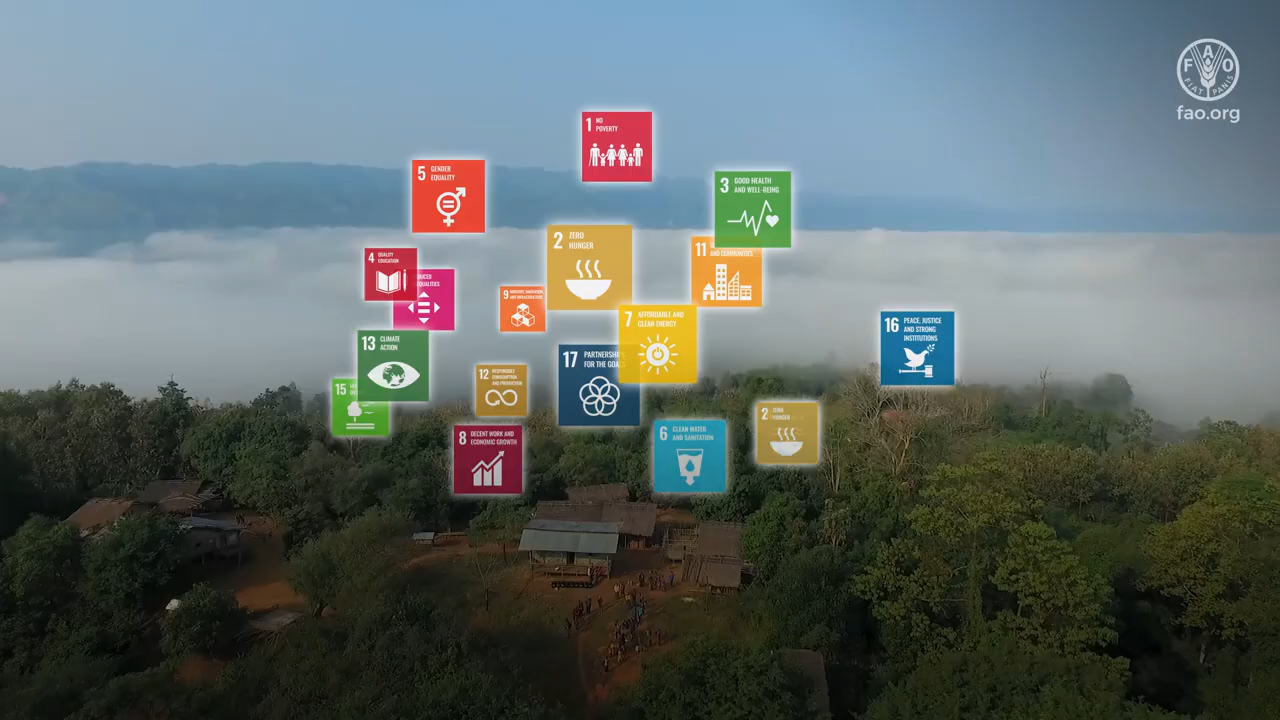 FAO
FIAT PANIS
fao.org
1 NO
POVERTY
5 GENDER
EQUALITY
3 GOOD HEALTH
AND WELL-BEING
2 ZERO
HUNGER
4 QUALITY
EDUCATION
11
AND COMMUNITIES
9 INDUSTRY, INNOVATION
AND INFRASTRUCTURE
7 AFFORDABLE AND
CLEAN ENERGY
16 PEACE, JUSTICE
AND STRONG
INSTITUTIONS
13 CLIMATE
ACTION
17 PARTNERSHIPS
FOR THE GOALS
12 RESPONSIBLE
CONSUMPTION
AND PRODUCTION
15
2 ZERO
HUNGER
8 DECENT WORK AND
ECONOMIC GROWTH
6 CLEAN WATER
AND SANITATION